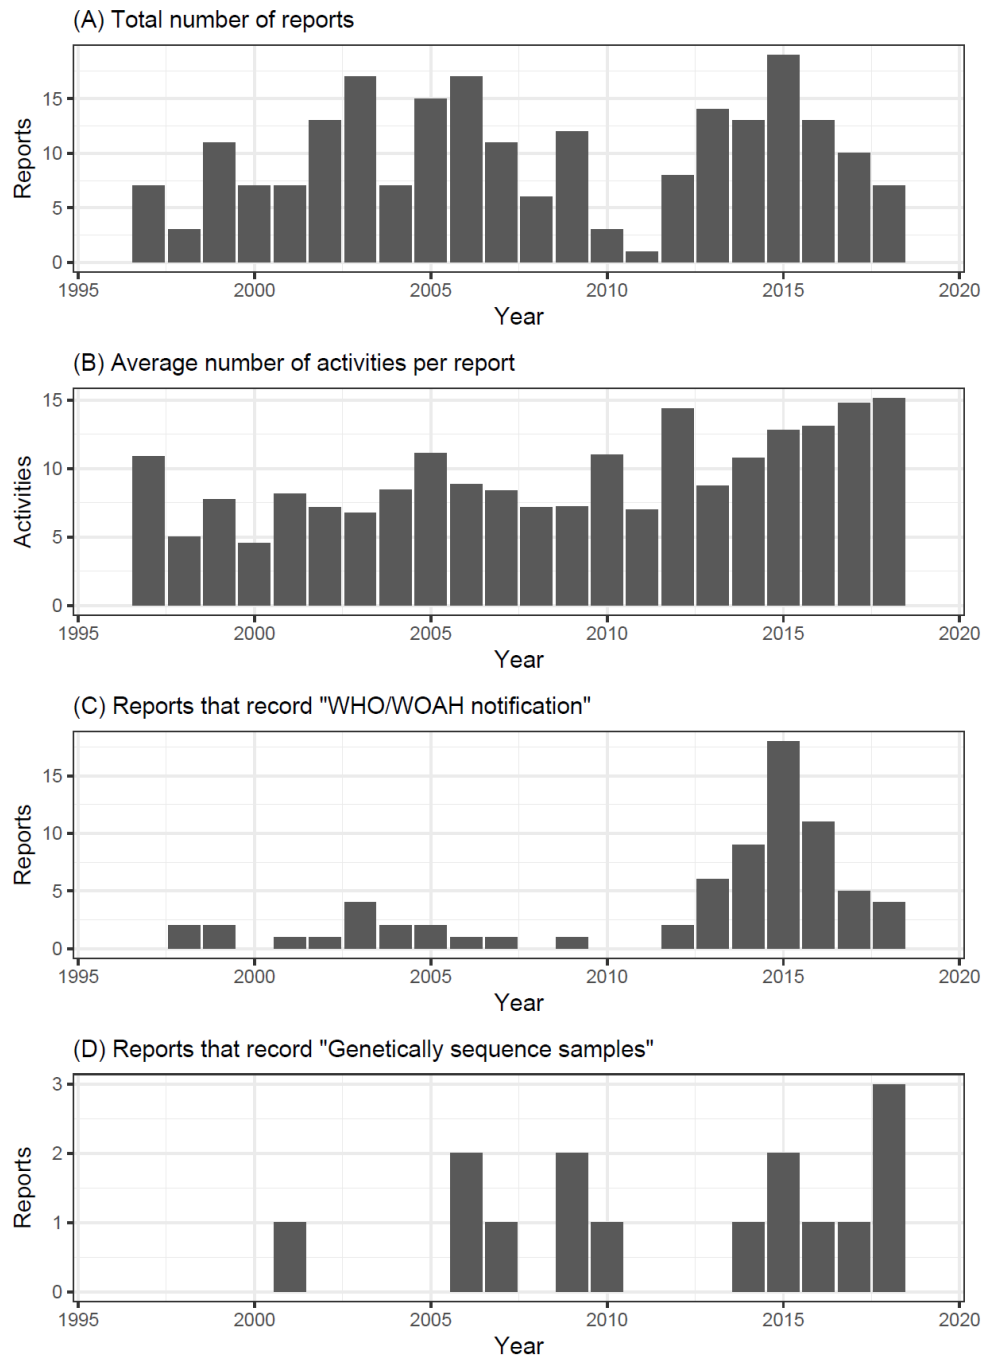 (A) Total number of reports
Reports
15
10
5
0
1995 2000 2005 2010 2015 2020
Year
(B) Average number of activities per report
Activities
15
10
5
0
1995 2000 2005 2010 2015 2020
Year
(C) Reports that record "WHO/WOAH notification"
Reports
15
10
5
0
1995 2000 2005 2010 2015 2020
Year
(D) Reports that record "Genetically sequence samples"
Reports
3
2
1
0
1995 2000 2005 2010 2015 2020
Year